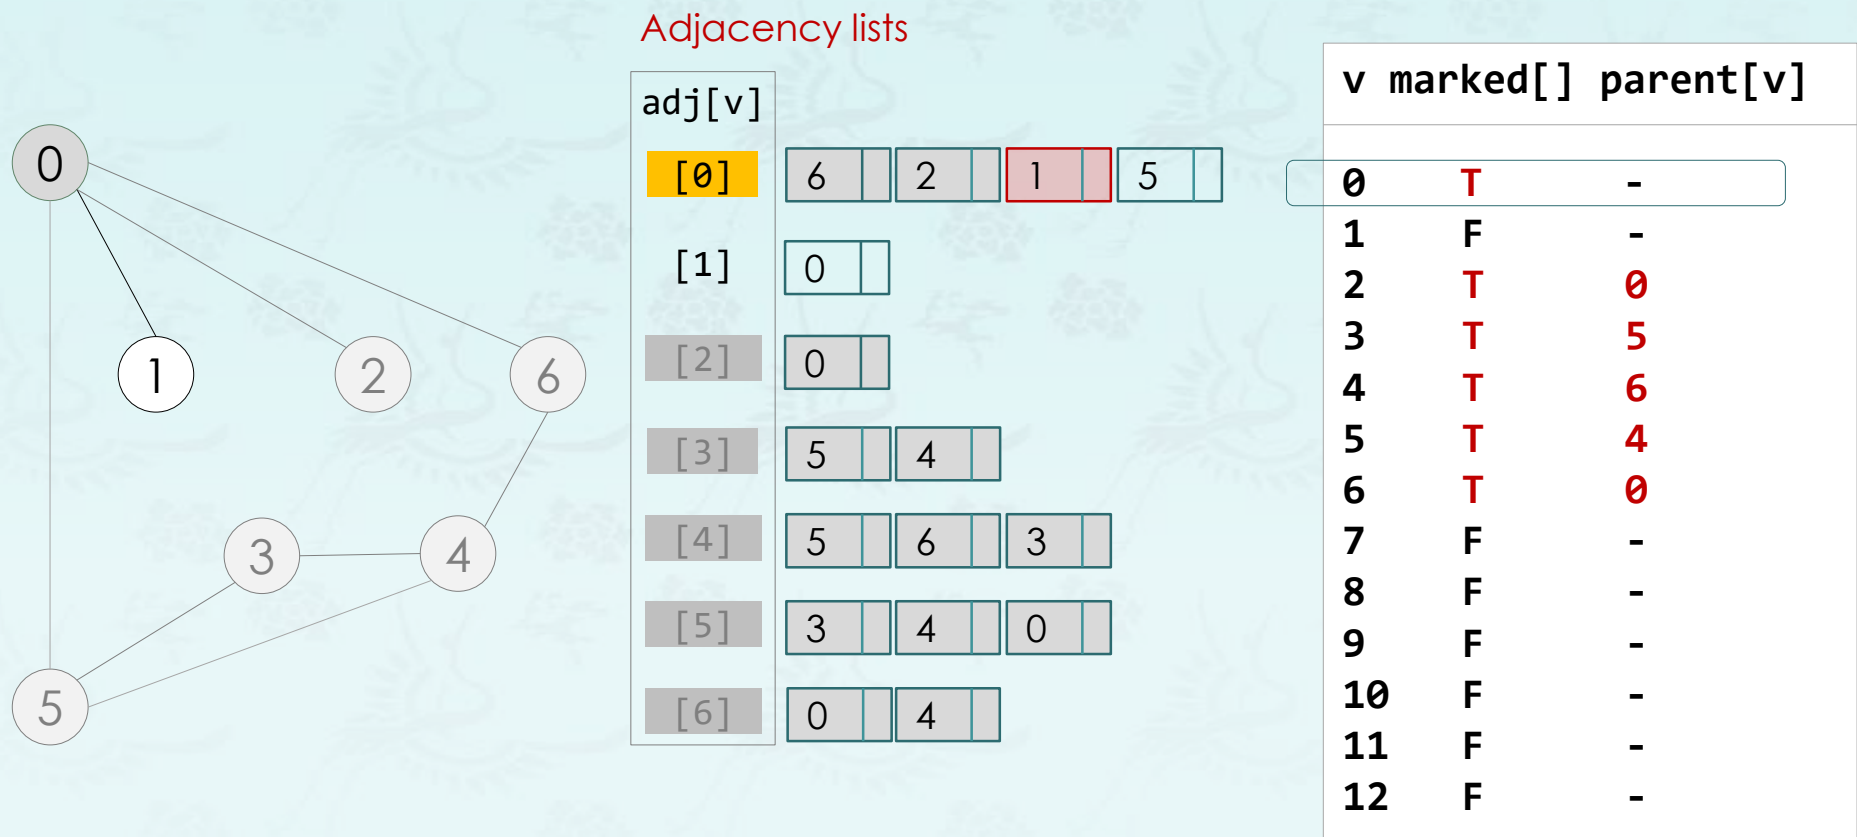 Adjacency lists
v marked[] parent[v]
adj[v]
0
[0] 6 2 1 5
0 T -
1 F -
[1] 0
2 T 0
3 T 5
1 2 6
[2] 0
4 T 6
5 T 4
[3] 5 4
6 T 0
3 4
[4] 5 6 3
7 F -
8 F -
[5] 3 4 0
9 F -
10 F -
5
[6] 0 4
11 F -
12 F -